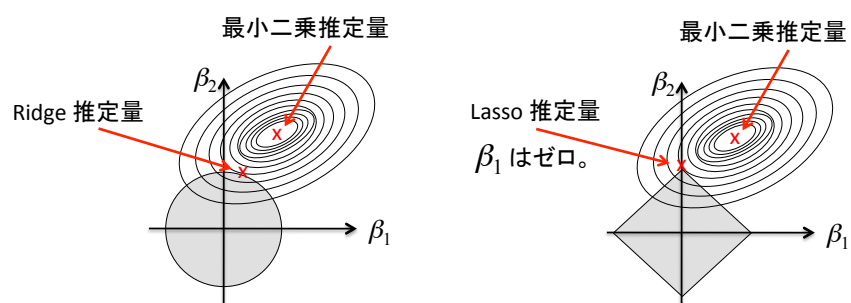 最小二乗推定量
β₂
Ridge 推定量
x
x
β₁
最小二乗推定量
β₂
Lasso 推定量
β₁ はゼロ。
x
x
β₁